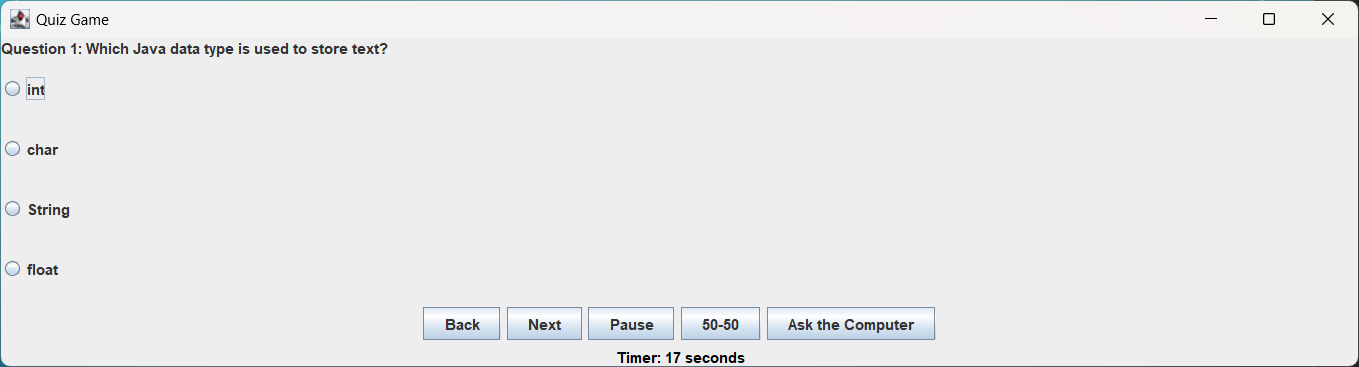 Quiz Game
Question 1: Which Java data type is used to store text?
int
char
String
float
Back Next Pause 50-50 Ask the Computer
Timer: 17 seconds